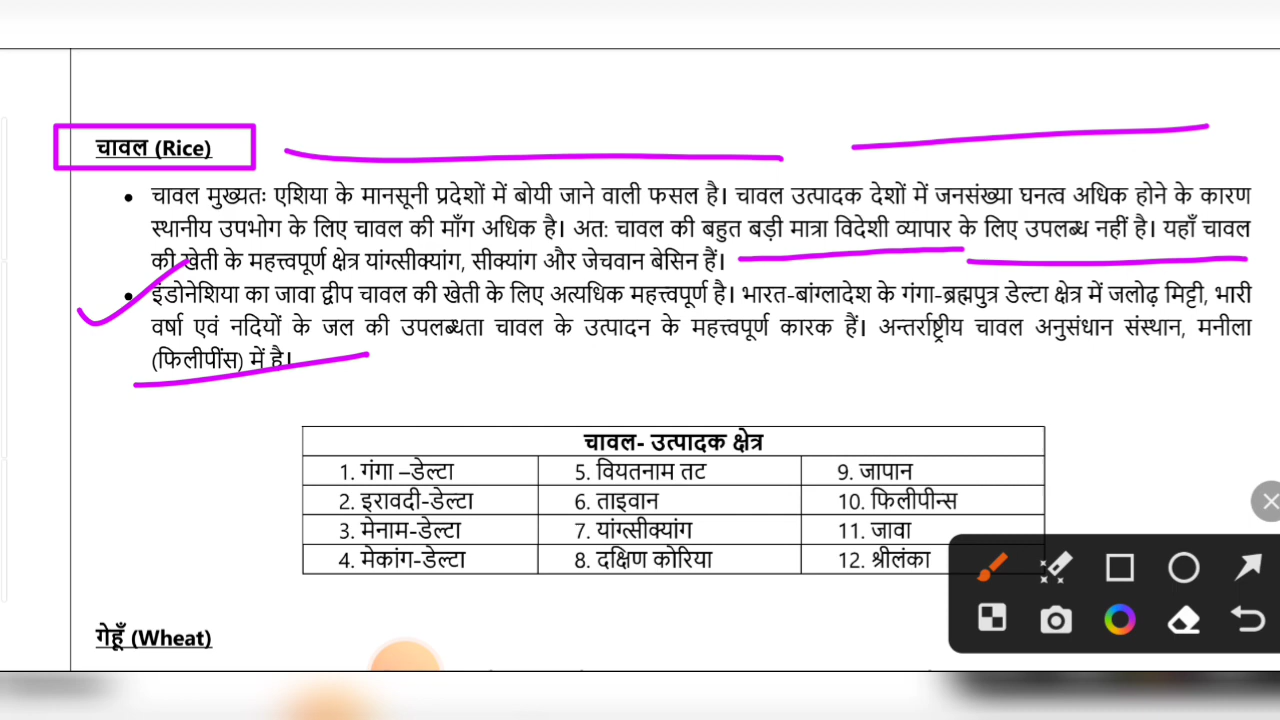 चावल (Rice)
• चावल मुख्यतः एशिया के मानसूनी प्रदेशों में बोयी जाने वाली फसल है। चावल उत्पादक देशों में जनसंख्या घनत्व अधिक होने के कारण
स्थानीय उपभोग के लिए चावल की माँग अधिक है। अत: चावल की बहुत बड़ी मात्रा विदेशी व्यापार के लिए उपलब्ध नहीं है। यहाँ चावल
की खेती के महत्त्वपूर्ण क्षेत्र यांग्त्सीक्यांग, सीक्यांग और जेचवान बेसिन हैं।
• इंडोनेशिया का जावा द्वीप चावल की खेती के लिए अत्यधिक महत्त्वपूर्ण है। भारत-बांग्लादेश के गंगा-ब्रह्मपुत्र डेल्टा क्षेत्र में जलोढ़ मिट्टी, भारी
वर्षा एवं नदियों के जल की उपलब्धता चावल के उत्पादन के महत्त्वपूर्ण कारक हैं। अन्तर्राष्ट्रीय चावल अनुसंधान संस्थान, मनीला
(फिलीपींस) में है।
चावल- उत्पादक क्षेत्र
1. गंगा –डेल्टा 5. वियतनाम तट 9. जापान
2. इरावदी-डेल्टा 6. ताइवान 10. फिलीपीन्स
3. मेनाम-डेल्टा 7. यांग्त्सीक्यांग 11. जावा
4. मेकांग-डेल्टा 8. दक्षिण कोरिया 12. श्रीलंका
गेहूँ (Wheat)